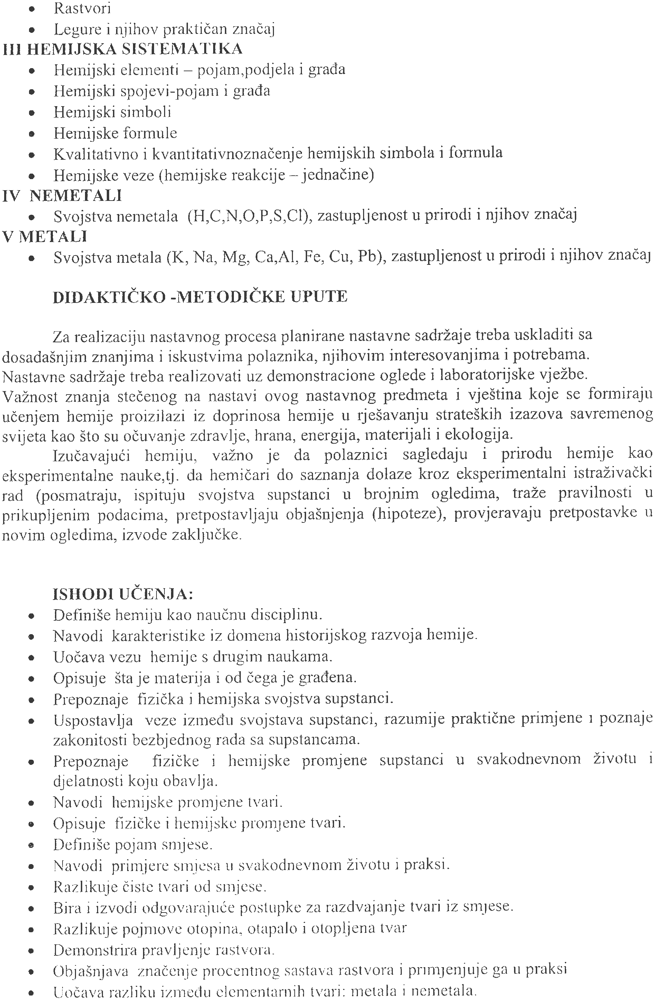 • Rastvori
• Legure i njihov praktičan značaj
III HEMIJSKA SISTEMATIKA
• Hemijski elementi – pojam,podjela i građa
• Hemijski spojevi-pojam i građa
• Hemijski simboli
• Hemijske formule
• Kvalitativno i kvantitativnoznačenje hemijskih simbola i formula
• Hemijske veze (hemijske reakcije – jednačine)
IV NEMETALI
• Svojstva nemetala (H,C,N,O,P,S,Cl), zastupljenost u prirodi i njihov značaj
V METALI
• Svojstva metala (K, Na, Mg, Ca,Al, Fe, Cu, Pb), zastupljenost u prirodi i njihov značaj
DIDAKTIČKO -METODIČKE UPUTE
Za realizaciju nastavnog procesa planirane nastavne sadržaje treba uskladiti sa
dosadašnjim znanjima i iskustvima polaznika, njihovim interesovanjima i potrebama.
Nastavne sadržaje treba realizovati uz demonstracione oglede i laboratorijske vježbe.
Važnost znanja stečenog na nastavi ovog nastavnog predmeta i vještina koje se formiraju
učenjem hemije proizilazi iz doprinosa hemije u rješavanju strateških izazova savremenog
svijeta kao što su očuvanje zdravlje, hrana, energija, materijali i ekologija.
Izučavajući hemiju, važno je da polaznici sagledaju i prirodu hemije kao
eksperimentalne nauke,tj. da hemičari do saznanja dolaze kroz eksperimentalni istraživački
rad (posmatraju, ispituju svojstva supstanci u brojnim ogledima, traže pravilnosti u
prikupljenim podacima, pretpostavljaju objašnjenja (hipoteze), provjeravaju pretpostavke u
novim ogledima, izvode zaključke.
ISHODI UČENJA:
• Definiše hemiju kao naučnu disciplinu.
• Navodi karakteristike iz domena historijskog razvoja hemije.
• Uočava vezu hemije s drugim naukama.
• Opisuje šta je materija i od čega je građena.
• Prepoznaje fizička i hemijska svojstva supstanci.
• Uspostavlja veze između svojstava supstanci, razumije praktične primjene i poznaje
zakonitosti bezbjednog rada sa supstancama.
• Prepoznaje fizičke i hemijske promjene supstanci u svakodnevnom životu i
djelatnosti koju obavlja.
• Navodi hemijske promjene tvari.
• Opisuje fizičke i hemijske promjene tvari.
• Definiše pojam smjese.
• Navodi primjere smjesa u svakodnevnom životu i praksi.
• Razlikuje čiste tvari od smjese.
• Bira i izvodi odgovarajuće postupke za razdvajanje tvari iz smjese.
• Razlikuje pojmove otopina, otapalo i otopljena tvar
• Demonstrira pravljenje rastvora.
• Objašnjava značenje procentnog sastava rastvora i primjenjuje ga u praksi
• Uočava razliku između elementarnih tvari: metala i nemetala.